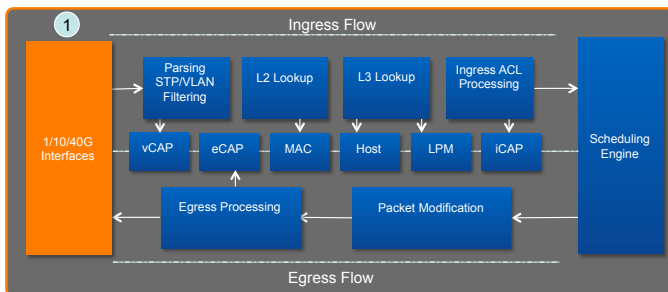 1
Ingress Flow
Parsing
STP/VLAN
Filtering
L2 Lookup
L3 Lookup
Ingress ACL
Processing
1/10/40G
Interfaces
vCAP
eCAP
MAC
Host
LPM
iCAP
Scheduling
Engine
Egress Processing
Packet Modification
Egress Flow